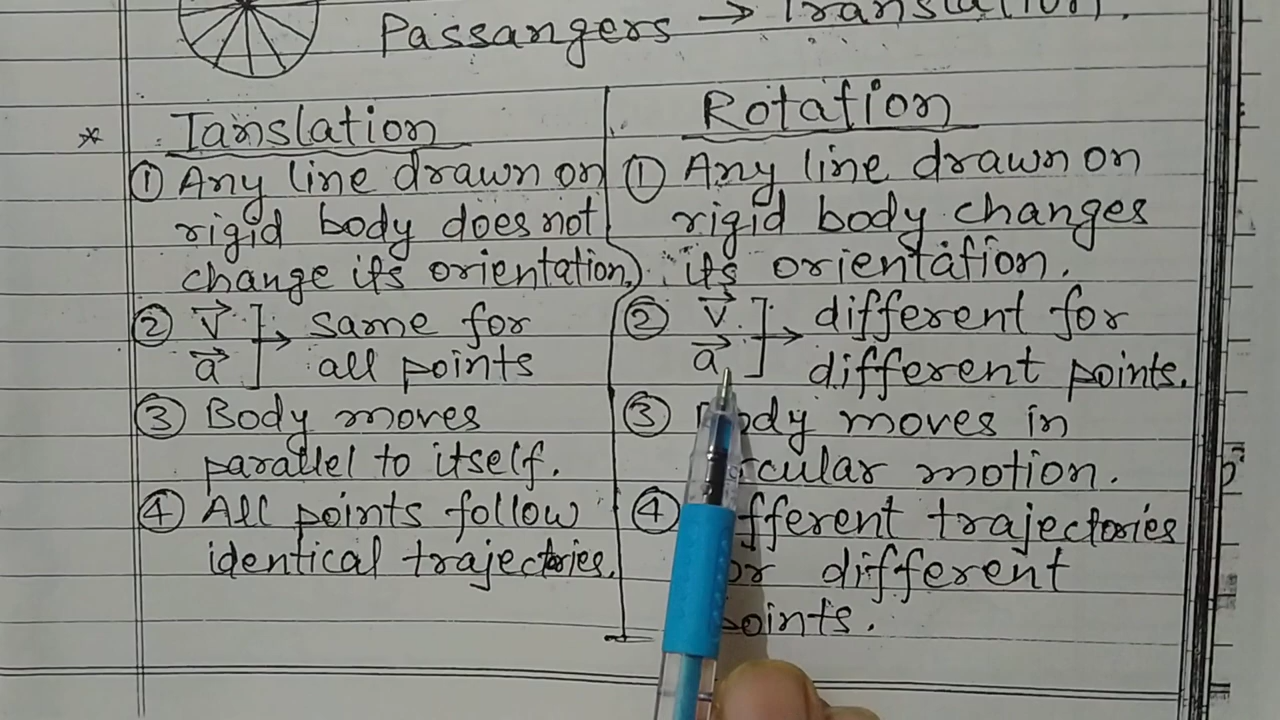 Passangers → Translation.
* Tanslation
① Any line drawn on
rigid body does not
change its orientation.
② v⃗ ] → same for
a⃗ all points
③ Body moves
parallel to itself.
④ All points follow
identical trajectories.
Rotation
① Any line drawn on
rigid body changes
its orientation.
② v⃗ ] → different for
a⃗ different points.
③ moves in
motion.
④ trajectories
different